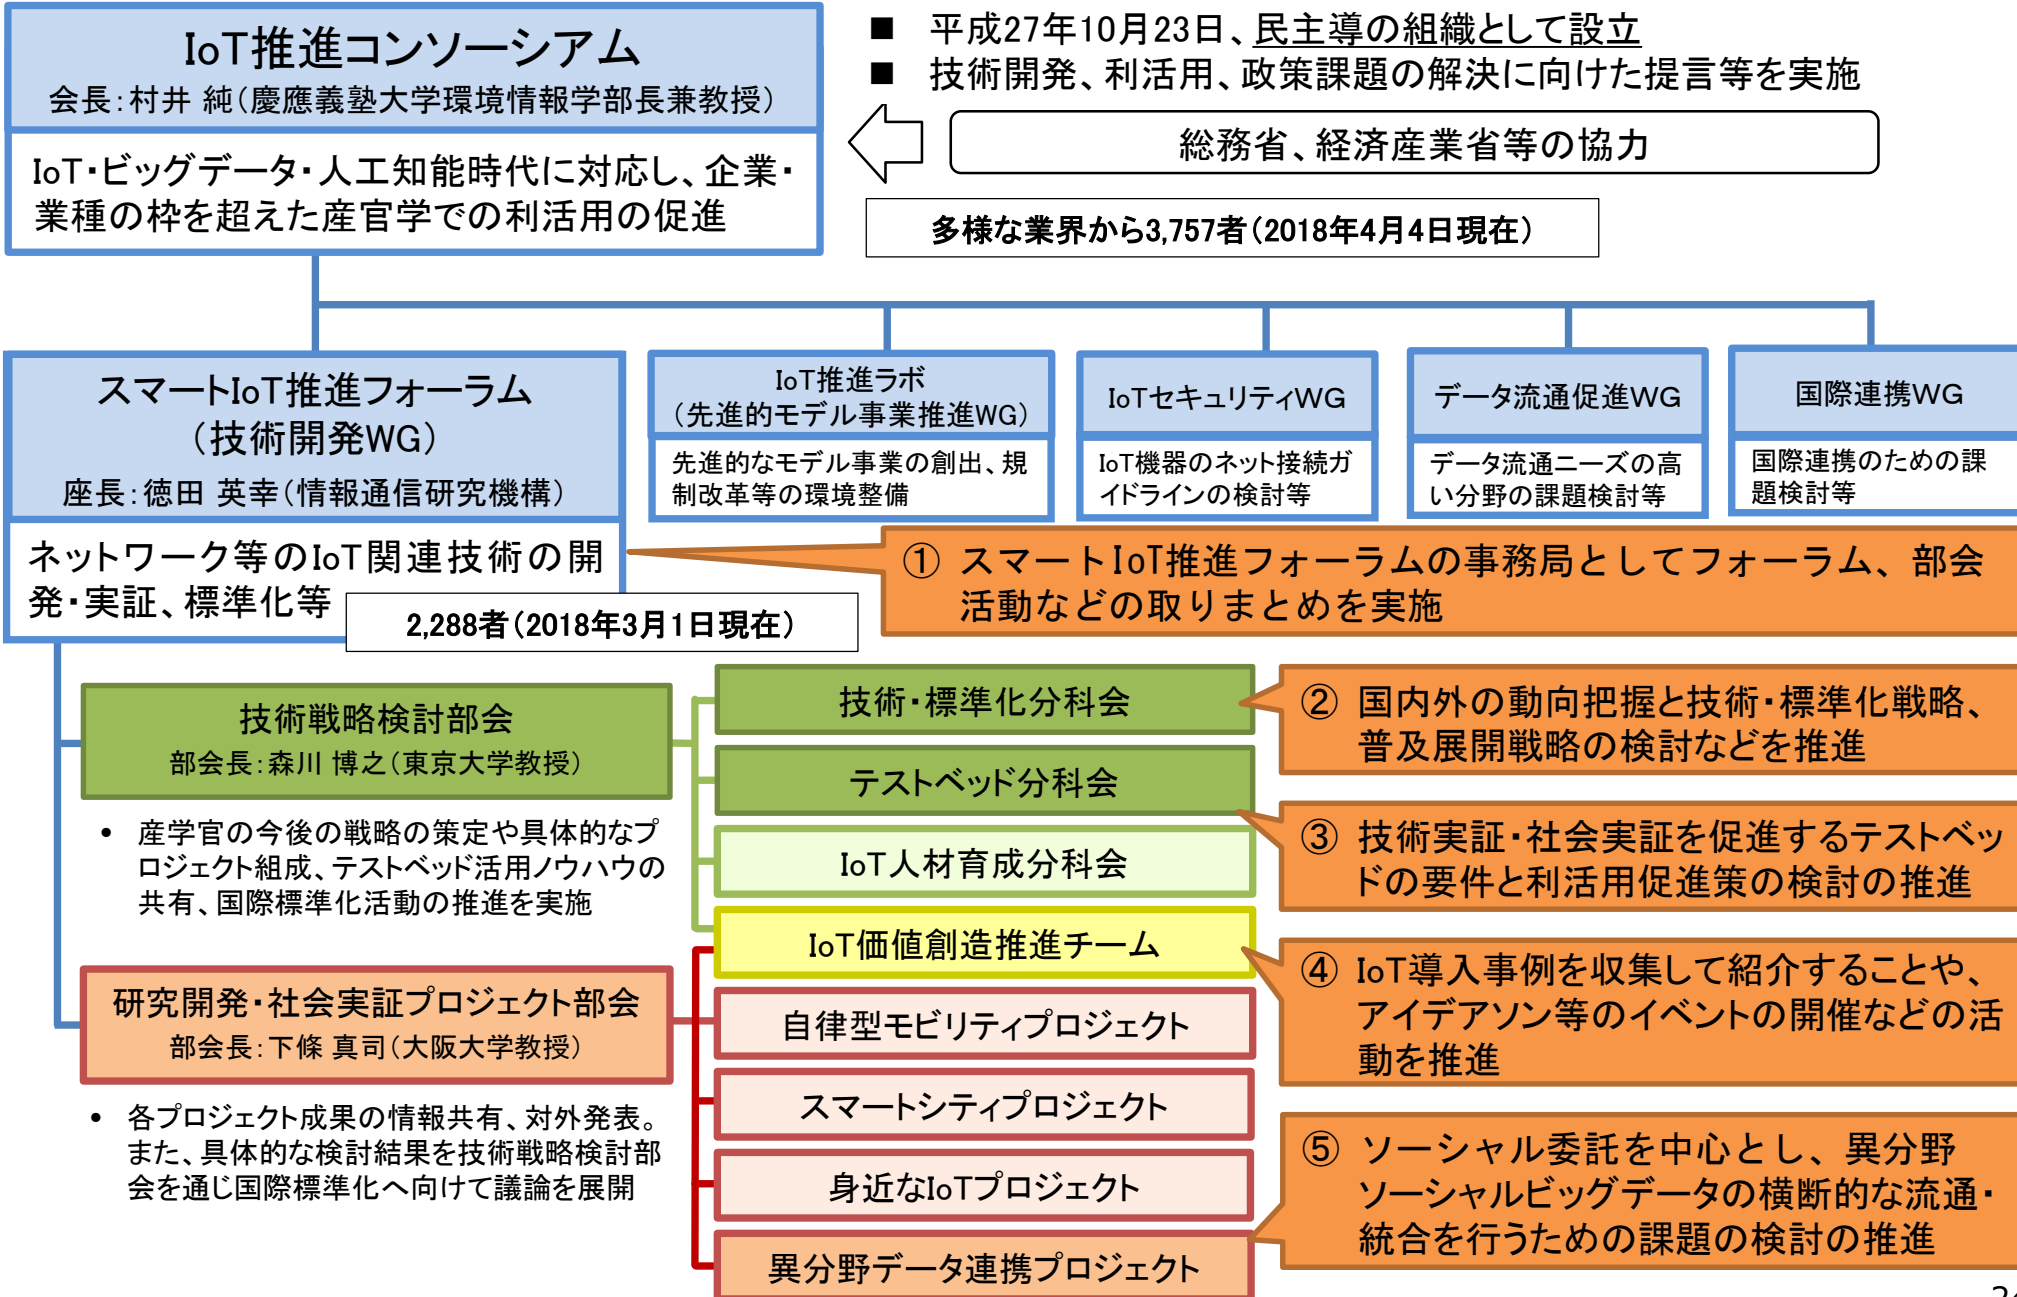 IoT推進コンソーシアム
会長：村井 純（慶應義塾大学環境情報学部長兼教授）
IoT・ビッグデータ・人工知能時代に対応し、企業・
業種の枠を超えた産官学での利活用の促進
■ 平成27年10月23日、民主導の組織として設立
■ 技術開発、利活用、政策課題の解決に向けた提言等を実施
総務省、経済産業省等の協力
多様な業界から3,757者（2018年4月4日現在）
スマートIoT推進フォーラム
（技術開発WG）
座長：徳田 英幸（情報通信研究機構）
ネットワーク等のIoT関連技術の開
発・実証、標準化等
2,288者（2018年3月1日現在）
IoT推進ラボ
（先進的モデル事業推進WG）
先進的なモデル事業の創出、規
制改革等の環境整備
IoTセキュリティWG
IoT機器のネット接続ガ
イドラインの検討等
データ流通促進WG
データ流通ニーズの高
い分野の課題検討等
国際連携WG
国際連携のための課
題検討等
① スマートIoT推進フォーラムの事務局としてフォーラム、部会
活動などの取りまとめを実施
技術戦略検討部会
部会長：森川 博之（東京大学教授）
• 産学官の今後の戦略の策定や具体的なプ
ロジェクト組成、テストベッド活用ノウハウの
共有、国際標準化活動の推進を実施
研究開発・社会実証プロジェクト部会
部会長：下條 真司（大阪大学教授）
• 各プロジェクト成果の情報共有、対外発表。
また、具体的な検討結果を技術戦略検討部
会を通じ国際標準化へ向けて議論を展開
技術・標準化分科会
テストベッド分科会
IoT人材育成分科会
IoT価値創造推進チーム
自律型モビリティプロジェクト
スマートシティプロジェクト
身近なIoTプロジェクト
異分野データ連携プロジェクト
② 国内外の動向把握と技術・標準化戦略、
普及展開戦略の検討などを推進
③ 技術実証・社会実証を促進するテストベッ
ドの要件と利活用促進策の検討の推進
④ IoT導入事例を収集して紹介することや、
アイデアソン等のイベントの開催などの活
動を推進
⑤ ソーシャル委託を中心とし、異分野
ソーシャルビッグデータの横断的な流通・
統合を行うための課題の検討の推進